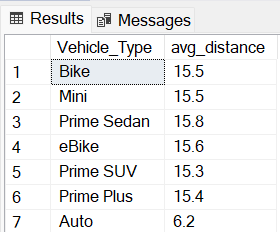 Results Messages
Vehicle_Type avg_distance
1 Bike 15.5
2 Mini 15.5
3 Prime Sedan 15.8
4 eBike 15.6
5 Prime SUV 15.3
6 Prime Plus 15.4
7 Auto 6.2